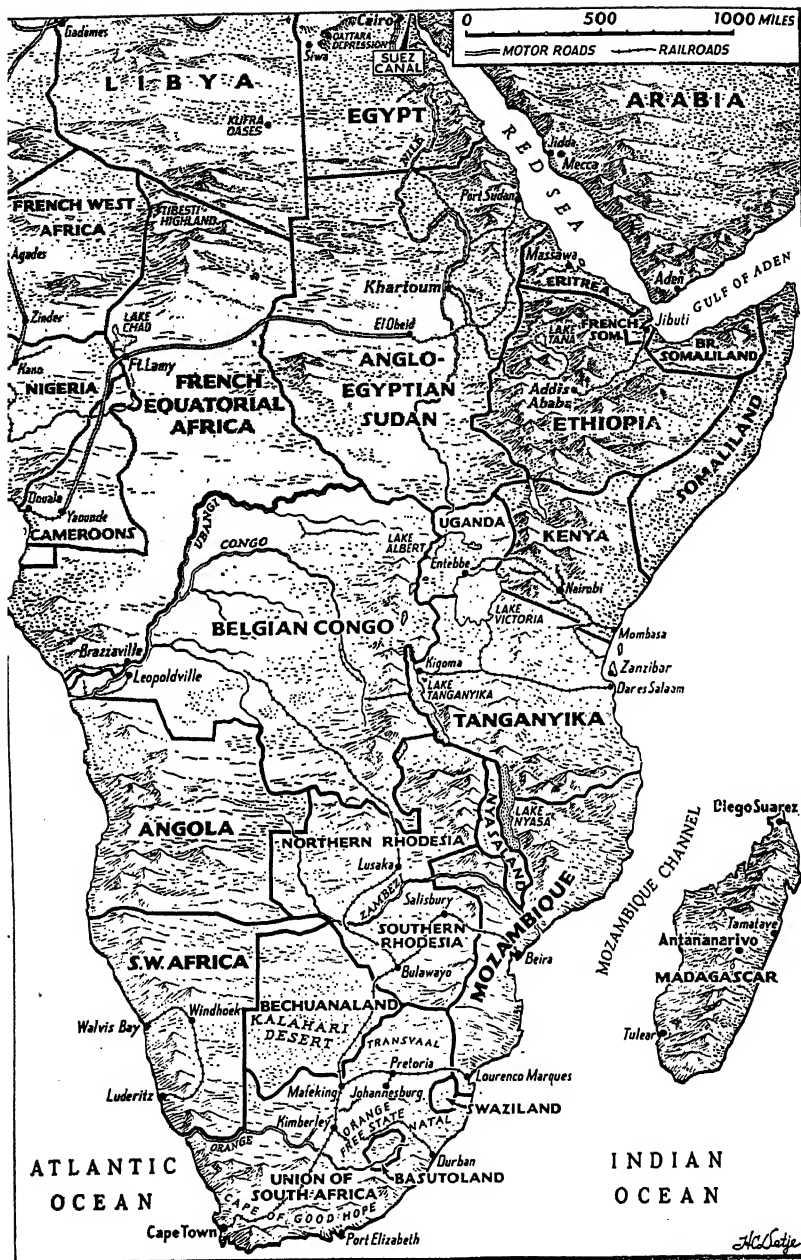 Gadames
Cairo
QATTARA
DEPRESSION
Siwa
SUEZ
CANAL
0 500 1000 MILES
MOTOR ROADS RAILROADS
LIBYA
KUFRA
OASES
EGYPT
NILE
ARABIA
RED SEA
Jidda
Mecca
FRENCH WEST
AFRICA
TIBESTI
HIGHLAND
Port Sudan
Agades
Massawa
Khartoum
ERITREA
Aden
GULF OF ADEN
Zinder
LAKE
CHAD
El Obeid
LAKE
TANA
FRENCH
SOM.
Jibuti
BR.
SOMALILAND
Kano
Ft. Lamy
NIGERIA
FRENCH
EQUATORIAL
AFRICA
ANGLO-
EGYPTIAN
SUDAN
Addis
Ababa
ETHIOPIA
SOMALILAND
Douala
Yaounde
CAMEROONS
UBANGI
CONGO
UGANDA
LAKE
ALBERT
KENYA
Entebbe
Nairobi
LAKE
VICTORIA
BELGIAN CONGO
Brazzaville
Leopoldville
Mombasa
Kigoma
Zanzibar
LAKE
TANGANYIKA
Dar es Salaam
TANGANYIKA
ANGOLA
NYASALAND
LAKE
NYASA
Diego Suarez
NORTHERN RHODESIA
Lusaka
ZAMBEZI
MOZAMBIQUE
MOZAMBIQUE CHANNEL
Salisbury
SOUTHERN
RHODESIA
Tamatave
Antananarivo
MADAGASCAR
Beira
S.W. AFRICA
Bulawayo
BECHUANALAND
KALAHARI
DESERT
Walvis Bay
Windhoek
TRANSVAAL
Tulear
Pretoria
Luderitz
Mafeking
Johannesburg
Lourenco Marques
SWAZILAND
Kimberley
ORANGE
FREE STATE
NATAL
ORANGE
Durban
BASUTOLAND
ATLANTIC
OCEAN
UNION OF
SOUTH AFRICA
INDIAN
OCEAN
CAPE OF GOOD HOPE
Cape Town
Port Elizabeth